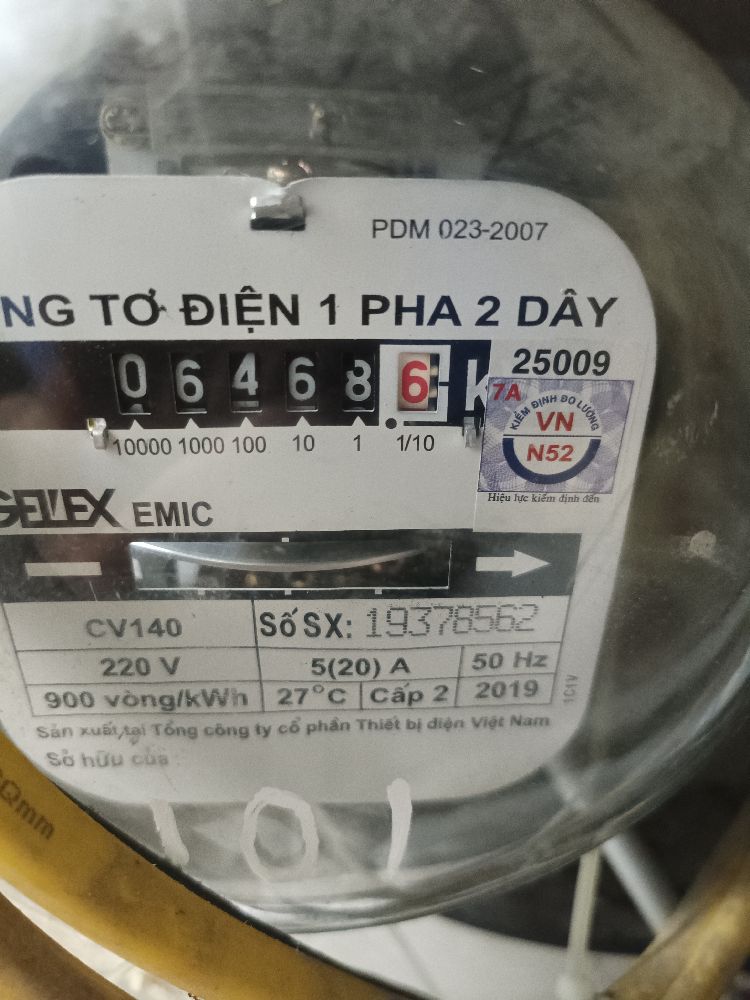 PDM 023-2007
NG TƠ ĐIỆN 1 PHA 2 DÂY
0 6 4 6 8 6 k
25009
7A
KIỂM ĐỊNH ĐO LƯỜNG
VN
N52
10000 1000 100 10 1 1/10
Hiệu lực kiểm định đến
GELEX EMIC
CV140
Số SX: 19378562
220 V
5(20) A
50 Hz
900 vòng/kWh
27°C
Cấp 2
2019
1C1V
Sản xuất tại Tổng công ty cổ phần Thiết bị điện Việt Nam
Sở hữu của :
101